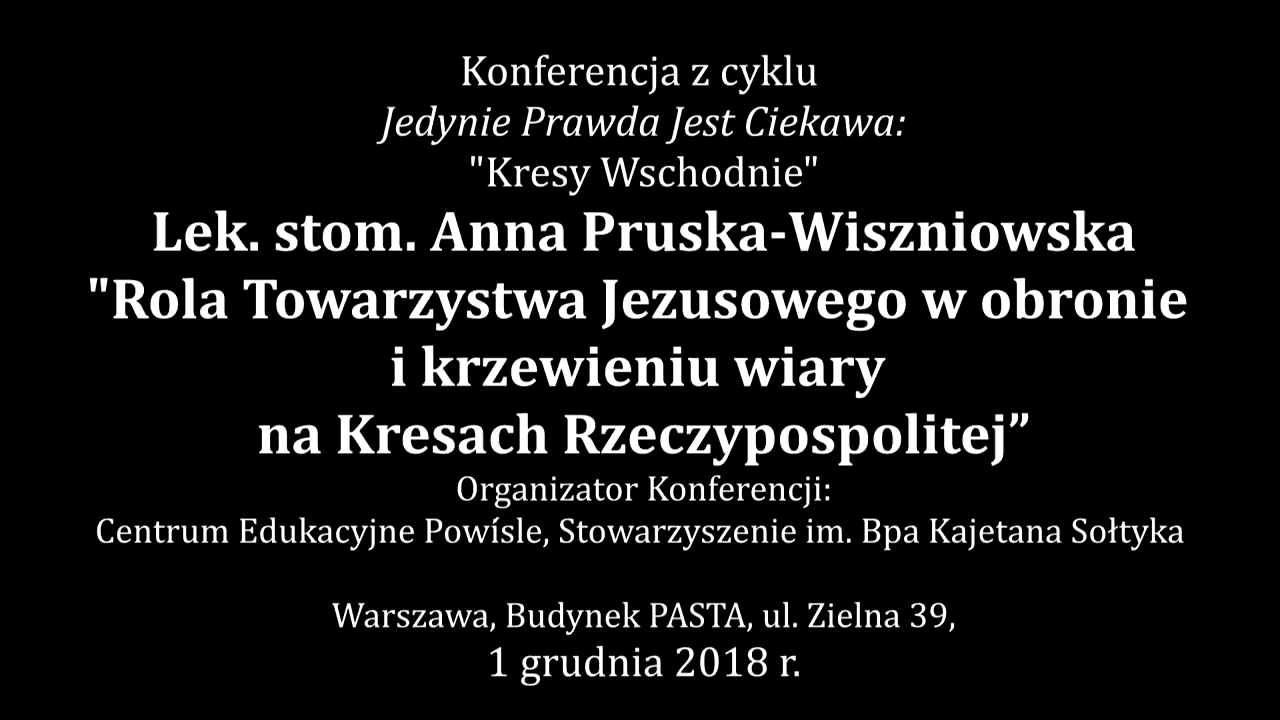 Konferencja z cyklu
Jedynie Prawda Jest Ciekawa:
"Kresy Wschodnie"
Lek. stom. Anna Pruska-Wiszniowska
"Rola Towarzystwa Jezusowego w obronie
i krzewieniu wiary
na Kresach Rzeczypospolitej”
Organizator Konferencji:
Centrum Edukacyjne Powísle, Stowarzyszenie im. Bpa Kajetana Sołtyka
Warszawa, Budynek PASTA, ul. Zielna 39,
1 grudnia 2018 r.